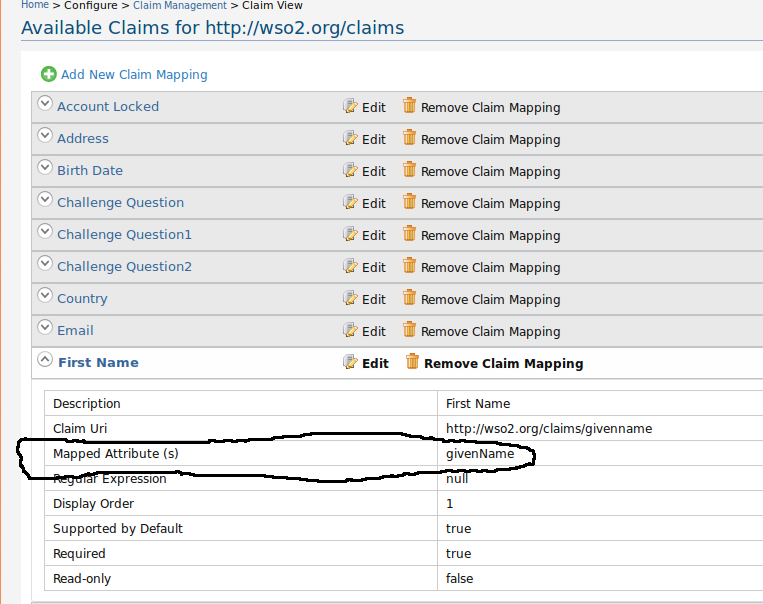 Home > Configure > Claim Management > Claim View
Available Claims for http://wso2.org/claims
Add New Claim Mapping
Account Locked Edit Remove Claim Mapping
Address Edit Remove Claim Mapping
Birth Date Edit Remove Claim Mapping
Challenge Question Edit Remove Claim Mapping
Challenge Question1 Edit Remove Claim Mapping
Challenge Question2 Edit Remove Claim Mapping
Country Edit Remove Claim Mapping
Email Edit Remove Claim Mapping
First Name Edit Remove Claim Mapping
Description First Name
Claim Uri http://wso2.org/claims/givenname
Mapped Attribute (s) givenName
Regular Expression null
Display Order 1
Supported by Default true
Required true
Read-only false